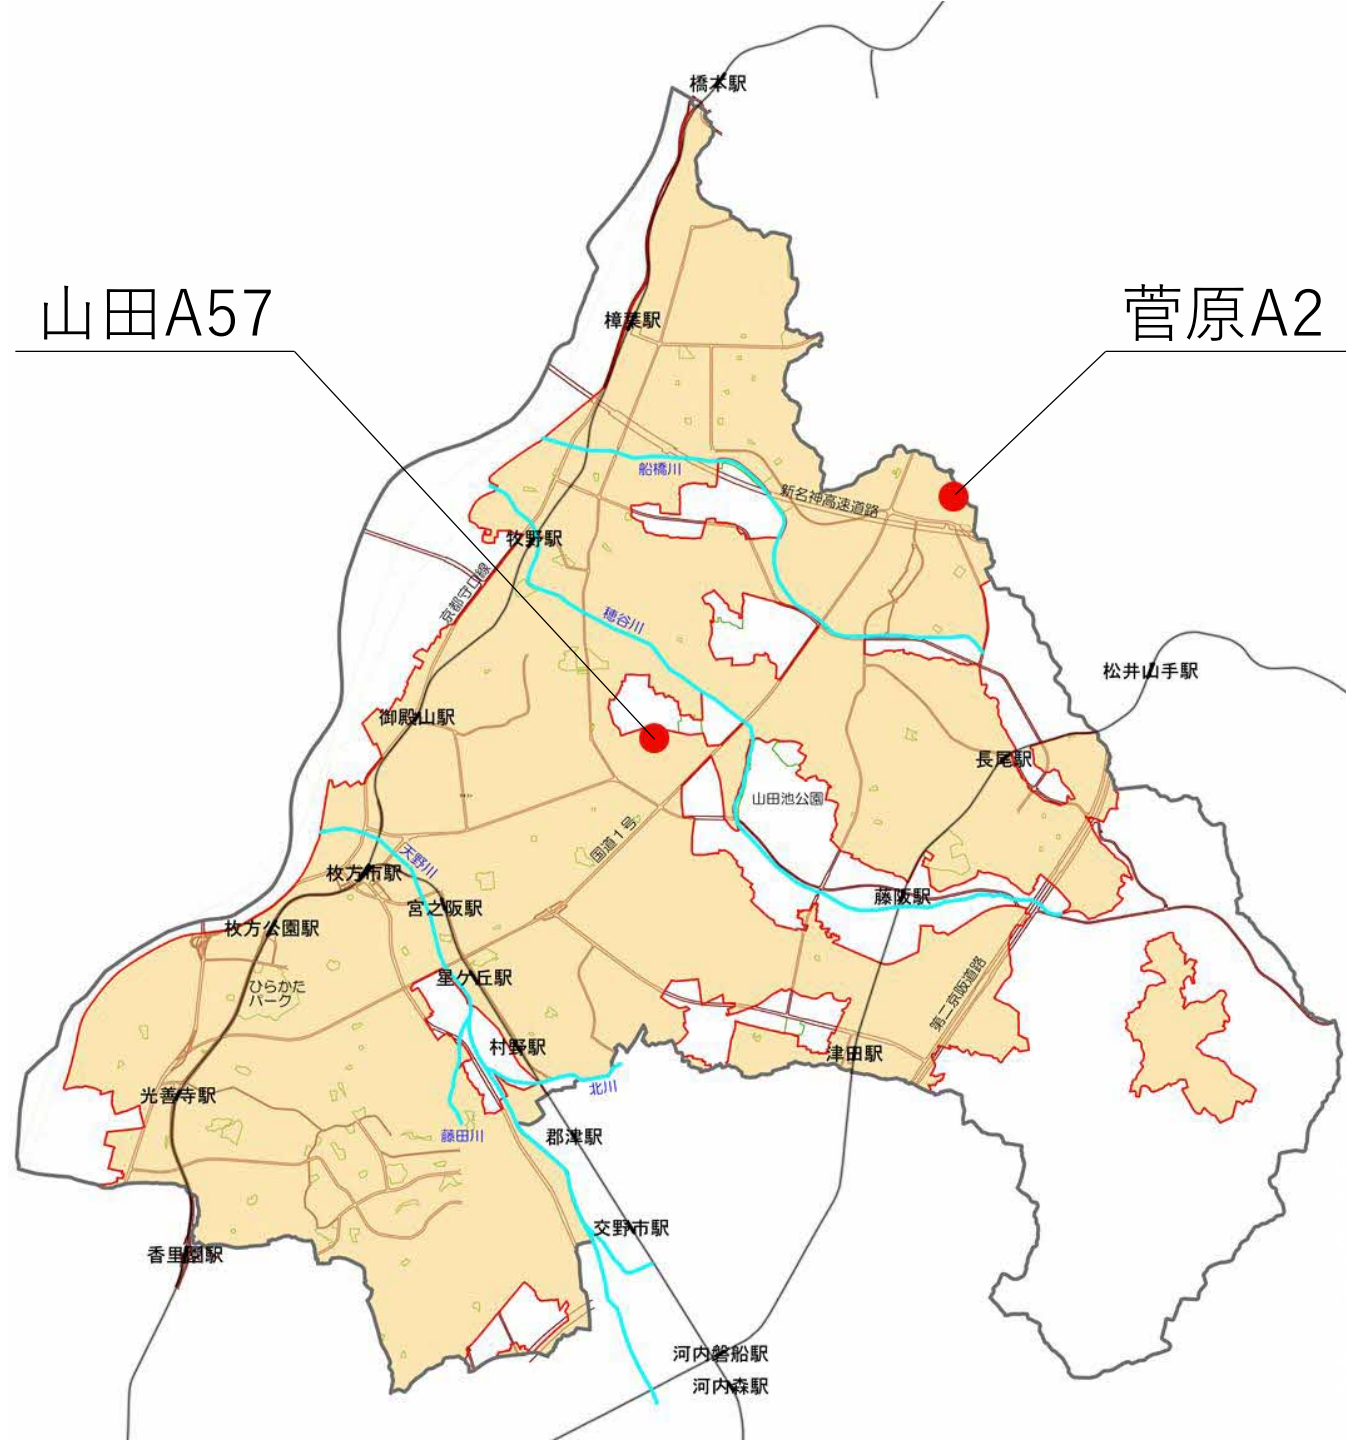 橋本駅
山田A57
菅原A2
樟葉駅
船橋川
新名神高速道路
牧野駅
京都守口線
穂谷川
松井山手駅
御殿山駅
長尾駅
山田池公園
国道1号
天野川
枚方市駅
藤阪駅
宮之阪駅
枚方公園駅
星ケ丘駅
ひらかた
パーク
第二京阪道路
村野駅
津田駅
北川
光善寺駅
藤田川
郡津駅
交野市駅
香里園駅
河内磐船駅
河内森駅